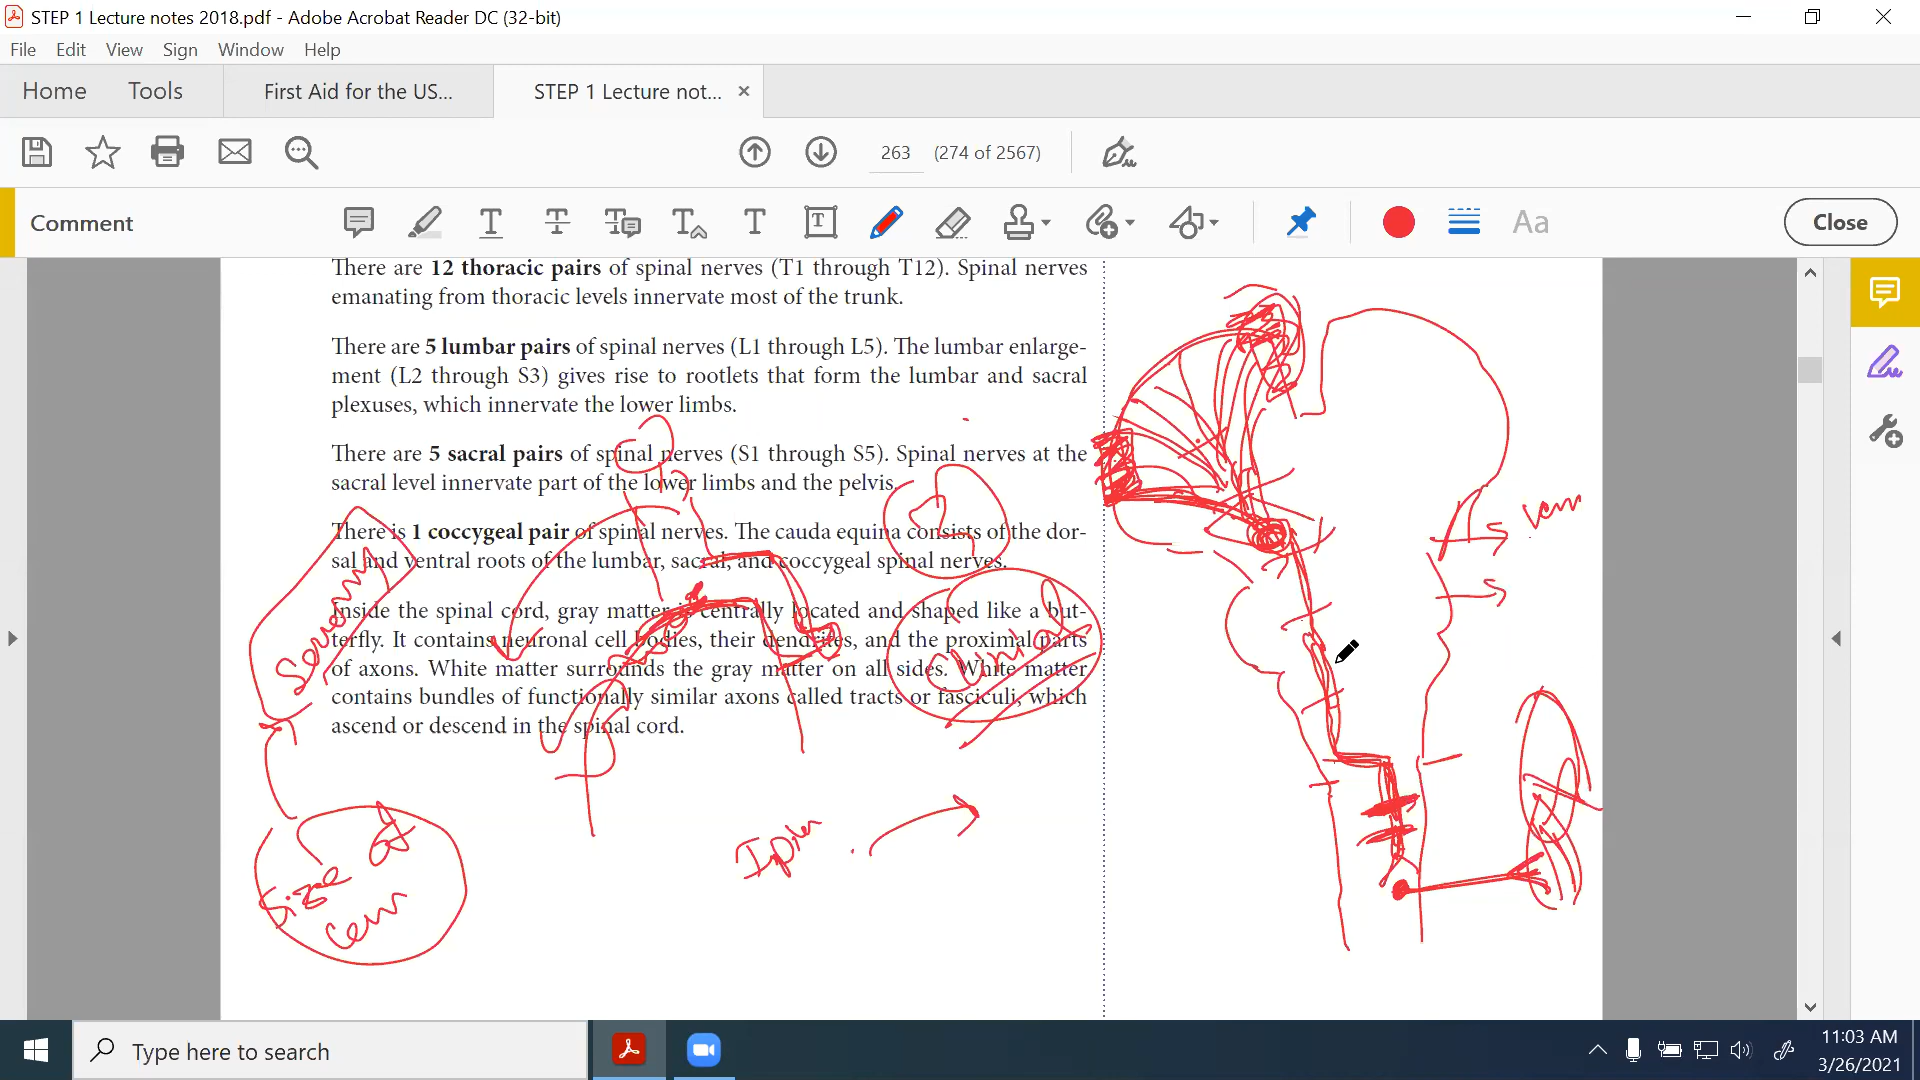 STEP 1 Lecture notes 2018.pdf - Adobe Acrobat Reader DC (32-bit)
File Edit View Sign Window Help
Home Tools First Aid for the US... STEP 1 Lecture not... ×
263 (274 of 2567)
Comment Aa Close
There are 12 thoracic pairs of spinal nerves (T1 through T12). Spinal nerves
emanating from thoracic levels innervate most of the trunk.
There are 5 lumbar pairs of spinal nerves (L1 through L5). The lumbar enlarge-
ment (L2 through S3) gives rise to rootlets that form the lumbar and sacral
plexuses, which innervate the lower limbs.
There are 5 sacral pairs of spinal nerves (S1 through S5). Spinal nerves at the
sacral level innervate part of the lower limbs and the pelvis.
There is 1 coccygeal pair of spinal nerves. The cauda equina consists of the dor-
sal and ventral roots of the lumbar, sacral, and coccygeal spinal nerves.
Inside the spinal cord, gray matter is centrally located and shaped like a but-
terfly. It contains neuronal cell bodies, their dendrites, and the proximal parts
of axons. White matter surrounds the gray matter on all sides. White matter
contains bundles of functionally similar axons called tracts or fasciculi, which
ascend or descend in the spinal cord.
Size of
Type here to search
11:03 AM
3/26/2021